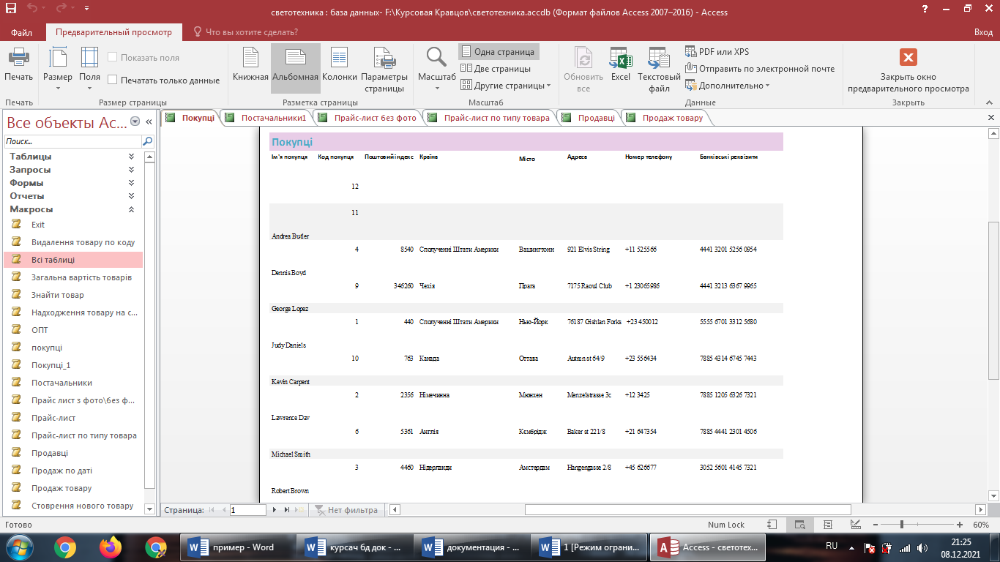 светотехника : база данных- F:\Курсовая Кравцов\светотехника.accdb (Формат файлов Access 2007–2016) - Access
Файл Предварительный просмотр Что вы хотите сделать? Вход
Показать поля
Печатать только данные
Печать Размер Поля
Книжная Альбомная Колонки Параметры страницы
Масштаб Одна страница
Две страницы
Другие страницы
Обновить все Excel Текстовый файл
PDF или XPS
Отправить по электронной почте
Дополнительно
Закрыть окно предварительного просмотра
Печать Размер страницы Разметка страницы Масштаб Данные Закрыть
Все объекты Ac...
Поиск...
Таблицы
Запросы
Формы
Отчеты
Макросы
Exit
Видалення товару по коду
Всі таблиці
Загальна вартість товарів
Знайти товар
Надходження товару на с...
ОПТ
покупці
Покупці_1
Постачальники
Прайс лист з фото\без ф...
Прайс-лист
Прайс-лист по типу товара
Продавці
Продаж по даті
Продаж товару
Стоврення нового товару
Покупці Постачальники1 Прайс-лист без фото Прайс-лист по типу товара Продавці Продаж товару
Покупці
Ім'я покупця Код покупця Поштовий індекс Країна Місто Адреса Номер телефону Банківські реквізити
12
11
Andrea Butler
4 8540 Сполученні Штати Америки Вашингтонн 921 Elvis String +11 525566 4441 3201 5256 0954
Dennis Boyd
9 346260 Чехія Прага 7175 Raoul Club +1 23065986 4441 3213 6367 9965
George Lopez
1 440 Сполученні Штати Америки Нью-Йорк 76187 Gishlan Forks +23 450012 5555 6701 3312 5680
Judy Daniels
10 763 Канада Оттава Autmn st 64/9 +23 556434 7885 4314 6745 7443
Kevin Carpent
2 2356 Німечинна Мюнхен Menzelstrasse 3c +12 3425 7885 1205 6326 7321
Lawrence Dav
6 5361 Англія Кембрідж Baker st 221/8 +21 647354 7885 4441 2301 4506
Michael Smith
3 4460 Нідерланди Амстердам Hangengasse 2/8 +45 626677 3052 5601 4145 7321
Robert Brown
Страница: 1 Нет фильтра
Готово Num Lock 60%
пример - Word курсач бд док - ... документация - ... 1 [Режим ограни... Access - светотех... RU 21:25
08.12.2021